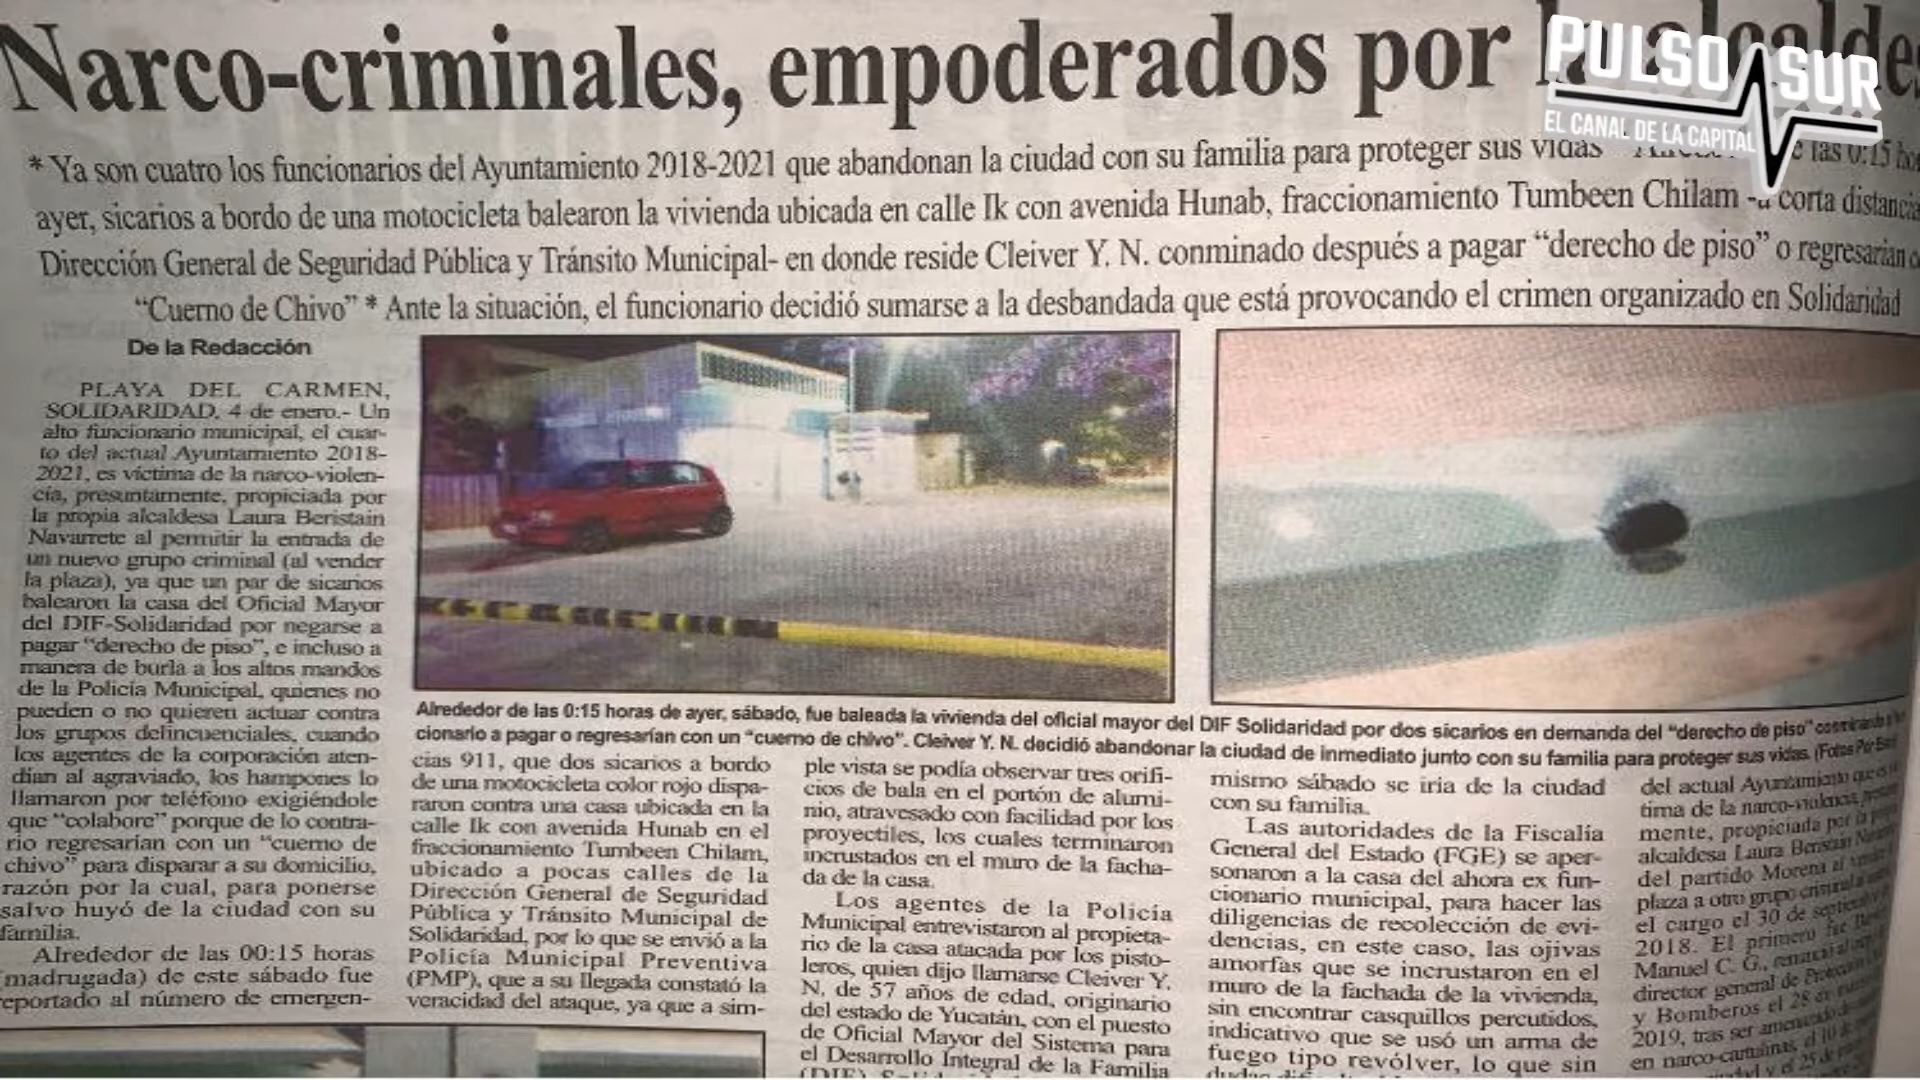 Narco-criminales, empoderados por
PULSO SUR
EL CANAL DE LA CAPITAL
* Ya son cuatro los funcionarios del Ayuntamiento 2018-2021 que abandonan la ciudad con su familia para proteger sus vidas * e las 0:15
ayer, sicarios a bordo de una motocicleta balearon la vivienda ubicada en calle Ik con avenida Hunab, fraccionamiento Tumbeen Chilam -a corta distancia
Dirección General de Seguridad Pública y Tránsito Municipal- en donde reside Cleiver Y. N. conminado después a pagar “derecho de piso” o regresarían
“Cuerno de Chivo” * Ante la situación, el funcionario decidió sumarse a la desbandada que está provocando el crimen organizado en Solidaridad
De la Redacción
PLAYA DEL CARMEN,
SOLIDARIDAD, 4 de enero.- Un
alto funcionario municipal, el cuar-
to del actual Ayuntamiento 2018-
2021, es víctima de la narco-violen-
cia, presuntamente, propiciada por
la propia alcaldesa Laura Beristain
Navarrete al permitir la entrada de
un nuevo grupo criminal (al vender
la plaza), ya que un par de sicarios
balearon la casa del Oficial Mayor
del DIF-Solidaridad por negarse a
pagar “derecho de piso”, e incluso a
manera de burla a los altos mandos
de la Policía Municipal, quienes no
pueden o no quieren actuar contra
los grupos delincuenciales, cuando
los agentes de la corporación aten-
dían al agraviado, los hampones lo
llamaron por teléfono exigiéndole
que “colabore” porque de lo contra-
rio regresarían con un “cuerno de
chivo” para disparar a su domicilio,
razón por la cual, para ponerse
salvo huyó de la ciudad con su
familia.
Alrededor de las 00:15 horas
(madrugada) de este sábado fue
reportado al número de emergen-
Alrededor de las 0:15 horas de ayer, sábado, fue baleada la vivienda del oficial mayor del DIF Solidaridad por dos sicarios en demanda del “derecho de piso”
cionario a pagar o regresarían con un “cuerno de chivo”. Cleiver Y. N. decidió abandonar la ciudad de inmediato junto con su familia para proteger sus vidas. (Fotos Por
cias 911, que dos sicarios a bordo
de una motocicleta color rojo dispa-
raron contra una casa ubicada en la
calle Ik con avenida Hunab en el
fraccionamiento Tumbeen Chilam,
ubicado a pocas calles de la
Dirección General de Seguridad
Pública y Tránsito Municipal de
Solidaridad, por lo que se envió a la
Policía Municipal Preventiva
(PMP), que a su llegada constató la
veracidad del ataque, ya que a sim-
ple vista se podía observar tres orifi-
cios de bala en el portón de alumi-
nio, atravesado con facilidad por los
proyectiles, los cuales terminaron
incrustados en el muro de la facha-
da de la casa.
Los agentes de la Policía
Municipal entrevistaron al propieta-
rio de la casa atacada por los pisto-
leros, quien dijo llamarse Cleiver Y.
N. de 57 años de edad, originario
del estado de Yucatán, con el puesto
de Oficial Mayor del Sistema para
el Desarrollo Integral de la Familia
mismo sábado se iria de la ciudad
con su familia.
Las autoridades de la Fiscalía
General del Estado (FGE) se aper-
sonaron a la casa del ahora ex fun-
cionario municipal, para hacer las
diligencias de recolección de evi-
dencias, en este caso, las ojivas
amorfas que se incrustaron en el
muro de la fachada de la vivienda,
sin encontrar casquillos percutidos,
indicativo que se usó un arma de
fuego tipo revólver, lo que sin
del actual Ayuntamiento que es
tima de la narco-violencia,
mente, propiciada por la
alcaldesa Laura Beristain
del partido Morena al
plaza a otro grupo criminal
el cargo el 30 de septiembre
2018. El primero fue
Manuel C. G.,
director general de Protección
y Bomberos el 28 de
2019, tras ser amenazado
en narco-cartulinas, el 10 de
y el 25 de